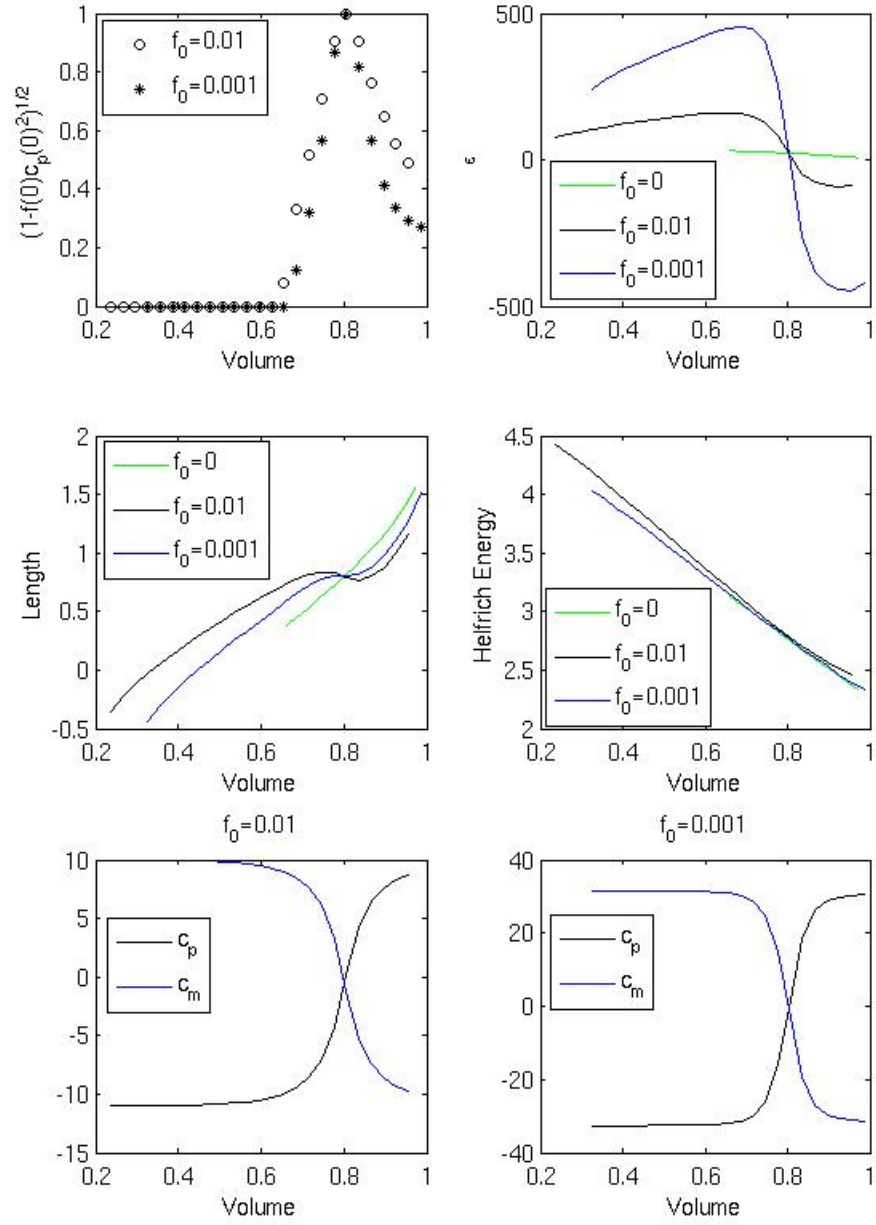 (1-f(0)c_p(0)^2)^{1/2}
1
0.8
0.6
0.4
0.2
0
f_0=0.01
f_0=0.001
0.2 0.4 0.6 0.8 1
Volume
ϵ
500
0
-500
f_0=0
f_0=0.01
f_0=0.001
0.2 0.4 0.6 0.8 1
Volume
Length
2
1.5
1
0.5
0
-0.5
f_0=0
f_0=0.01
f_0=0.001
0.2 0.4 0.6 0.8 1
Volume
Helfrich Energy
4.5
4
3.5
3
2.5
2
f_0=0
f_0=0.01
f_0=0.001
0.2 0.4 0.6 0.8 1
Volume
f_0=0.01
10
5
0
-5
-10
-15
c_p
c_m
0.2 0.4 0.6 0.8 1
Volume
f_0=0.001
40
20
0
-20
-40
c_p
c_m
0.2 0.4 0.6 0.8 1
Volume